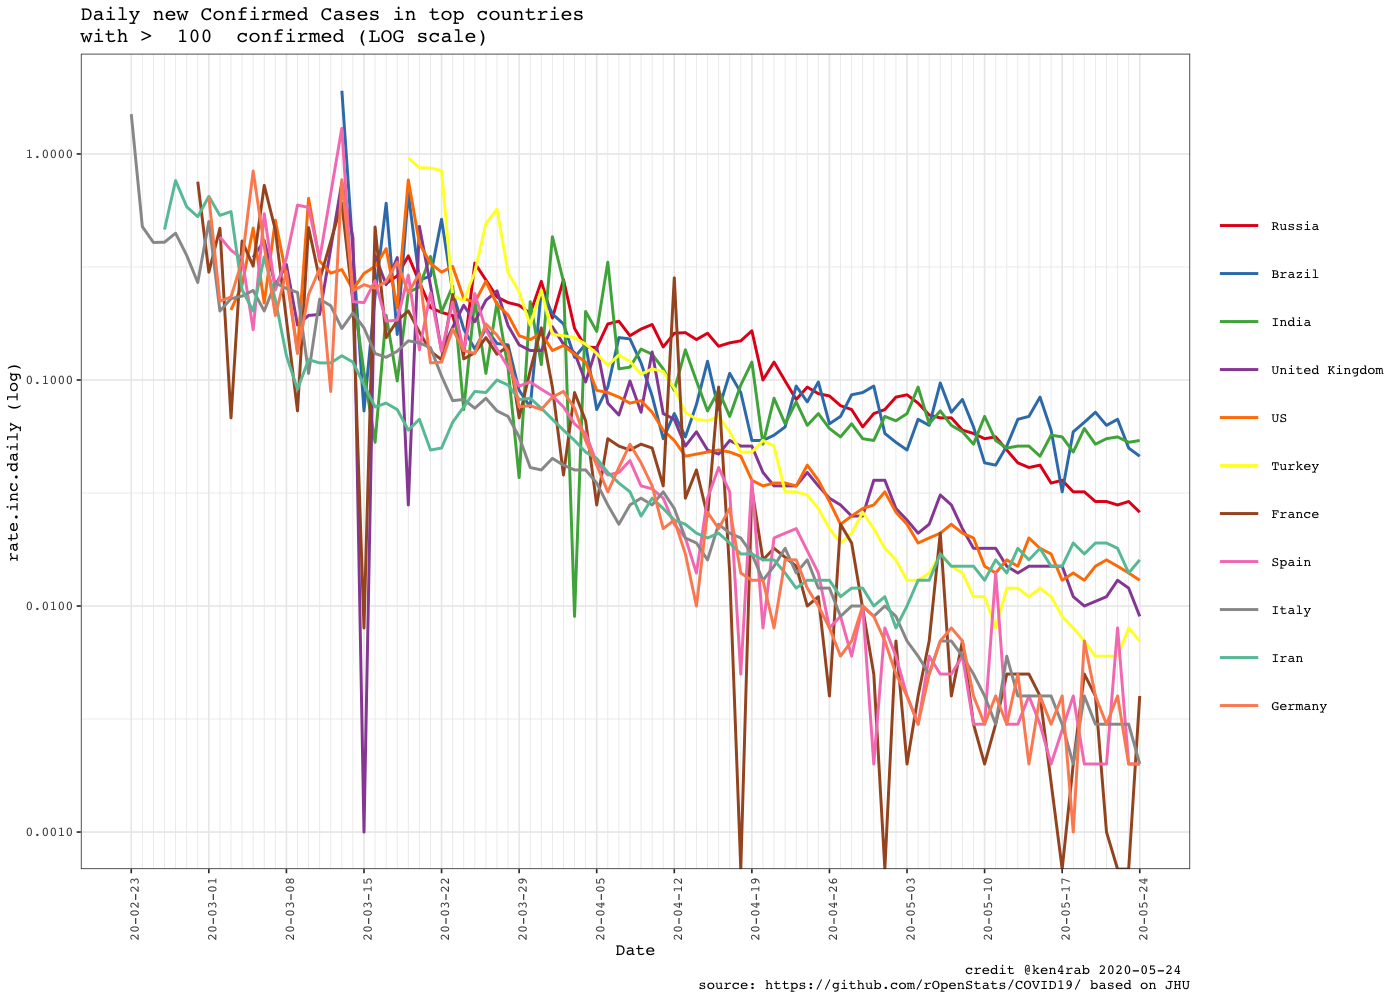 Daily new Confirmed Cases in top countries
with >  100  confirmed (LOG scale)
rate.inc.daily (log)
1.0000
0.1000
0.0100
0.0010
20-02-23
20-03-01
20-03-08
20-03-15
20-03-22
20-03-29
20-04-05
20-04-12
20-04-19
20-04-26
20-05-03
20-05-10
20-05-17
20-05-24
Date
Russia
Brazil
India
United Kingdom
US
Turkey
France
Spain
Italy
Iran
Germany
credit @ken4rab 2020-05-24
source: https://github.com/rOpenStats/COVID19/ based on JHU